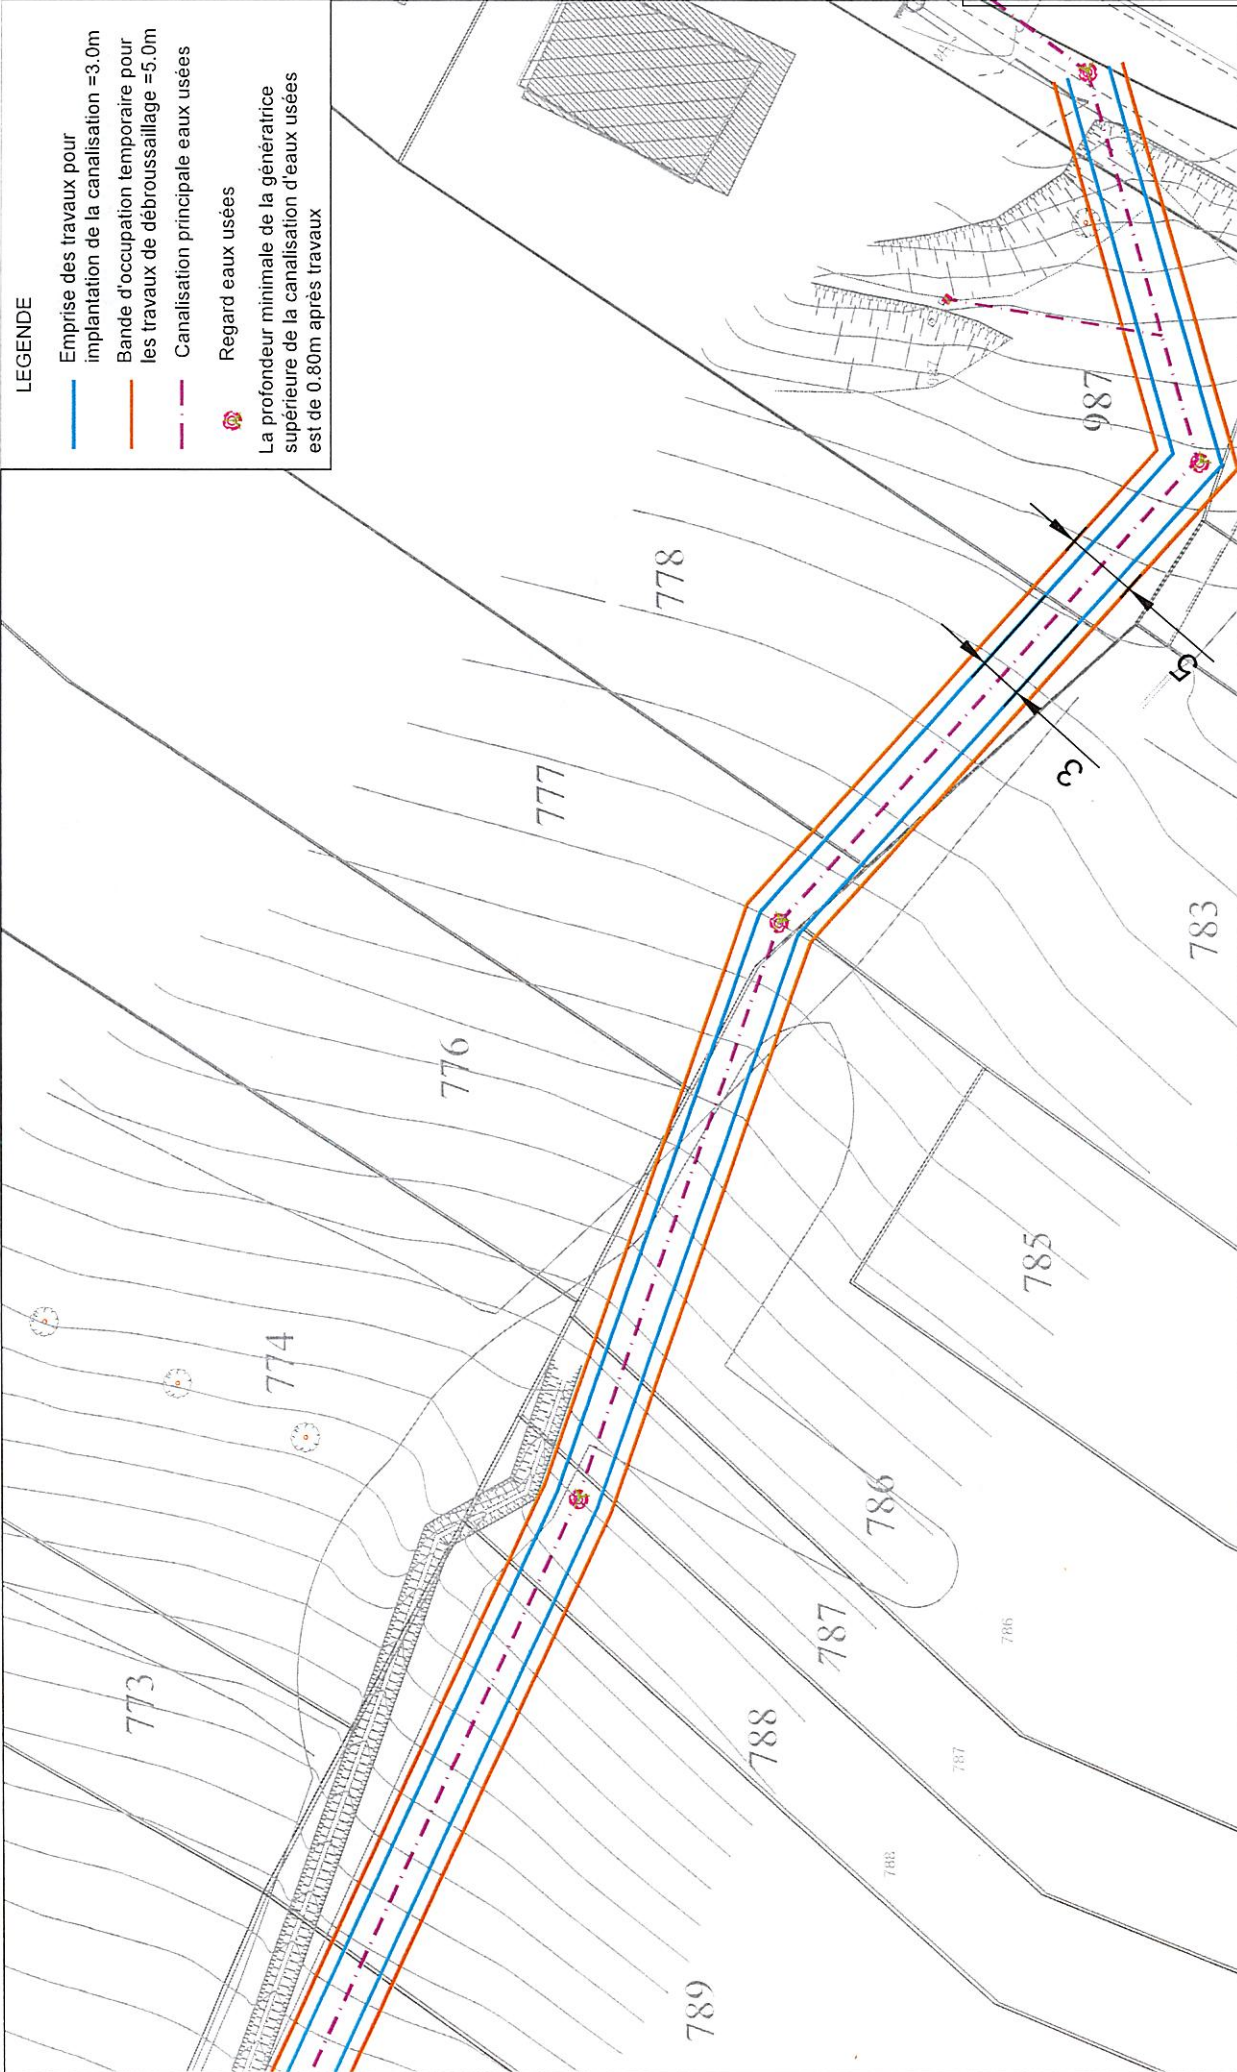 LEGENDE
Emprise des travaux pour
implantation de la canalisation =3.0m
Bande d'occupation temporaire pour
les travaux de débroussaillage =5.0m
Canalisation principale eaux usées
Regard eaux usées
La profondeur minimale de la génératrice
supérieure de la canalisation d'eaux usées
est de 0.80m après travaux
987
778
777
776
774
773
5
3
783
785
786
787
788
789
786
787
788